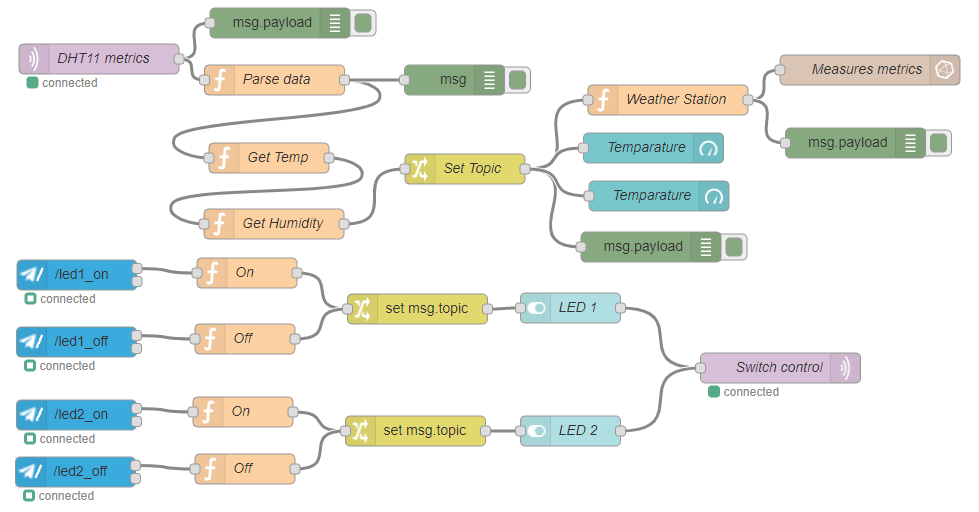 msg.payload
DHT11 metrics
connected
Parse data
msg
Measures metrics
Weather Station
msg.payload
Temparature
Get Temp
Set Topic
Temparature
Get Humidity
msg.payload
/led1_on
connected
On
set msg.topic
LED 1
/led1_off
connected
Off
Switch control
connected
/led2_on
connected
On
set msg.topic
LED 2
/led2_off
connected
Off